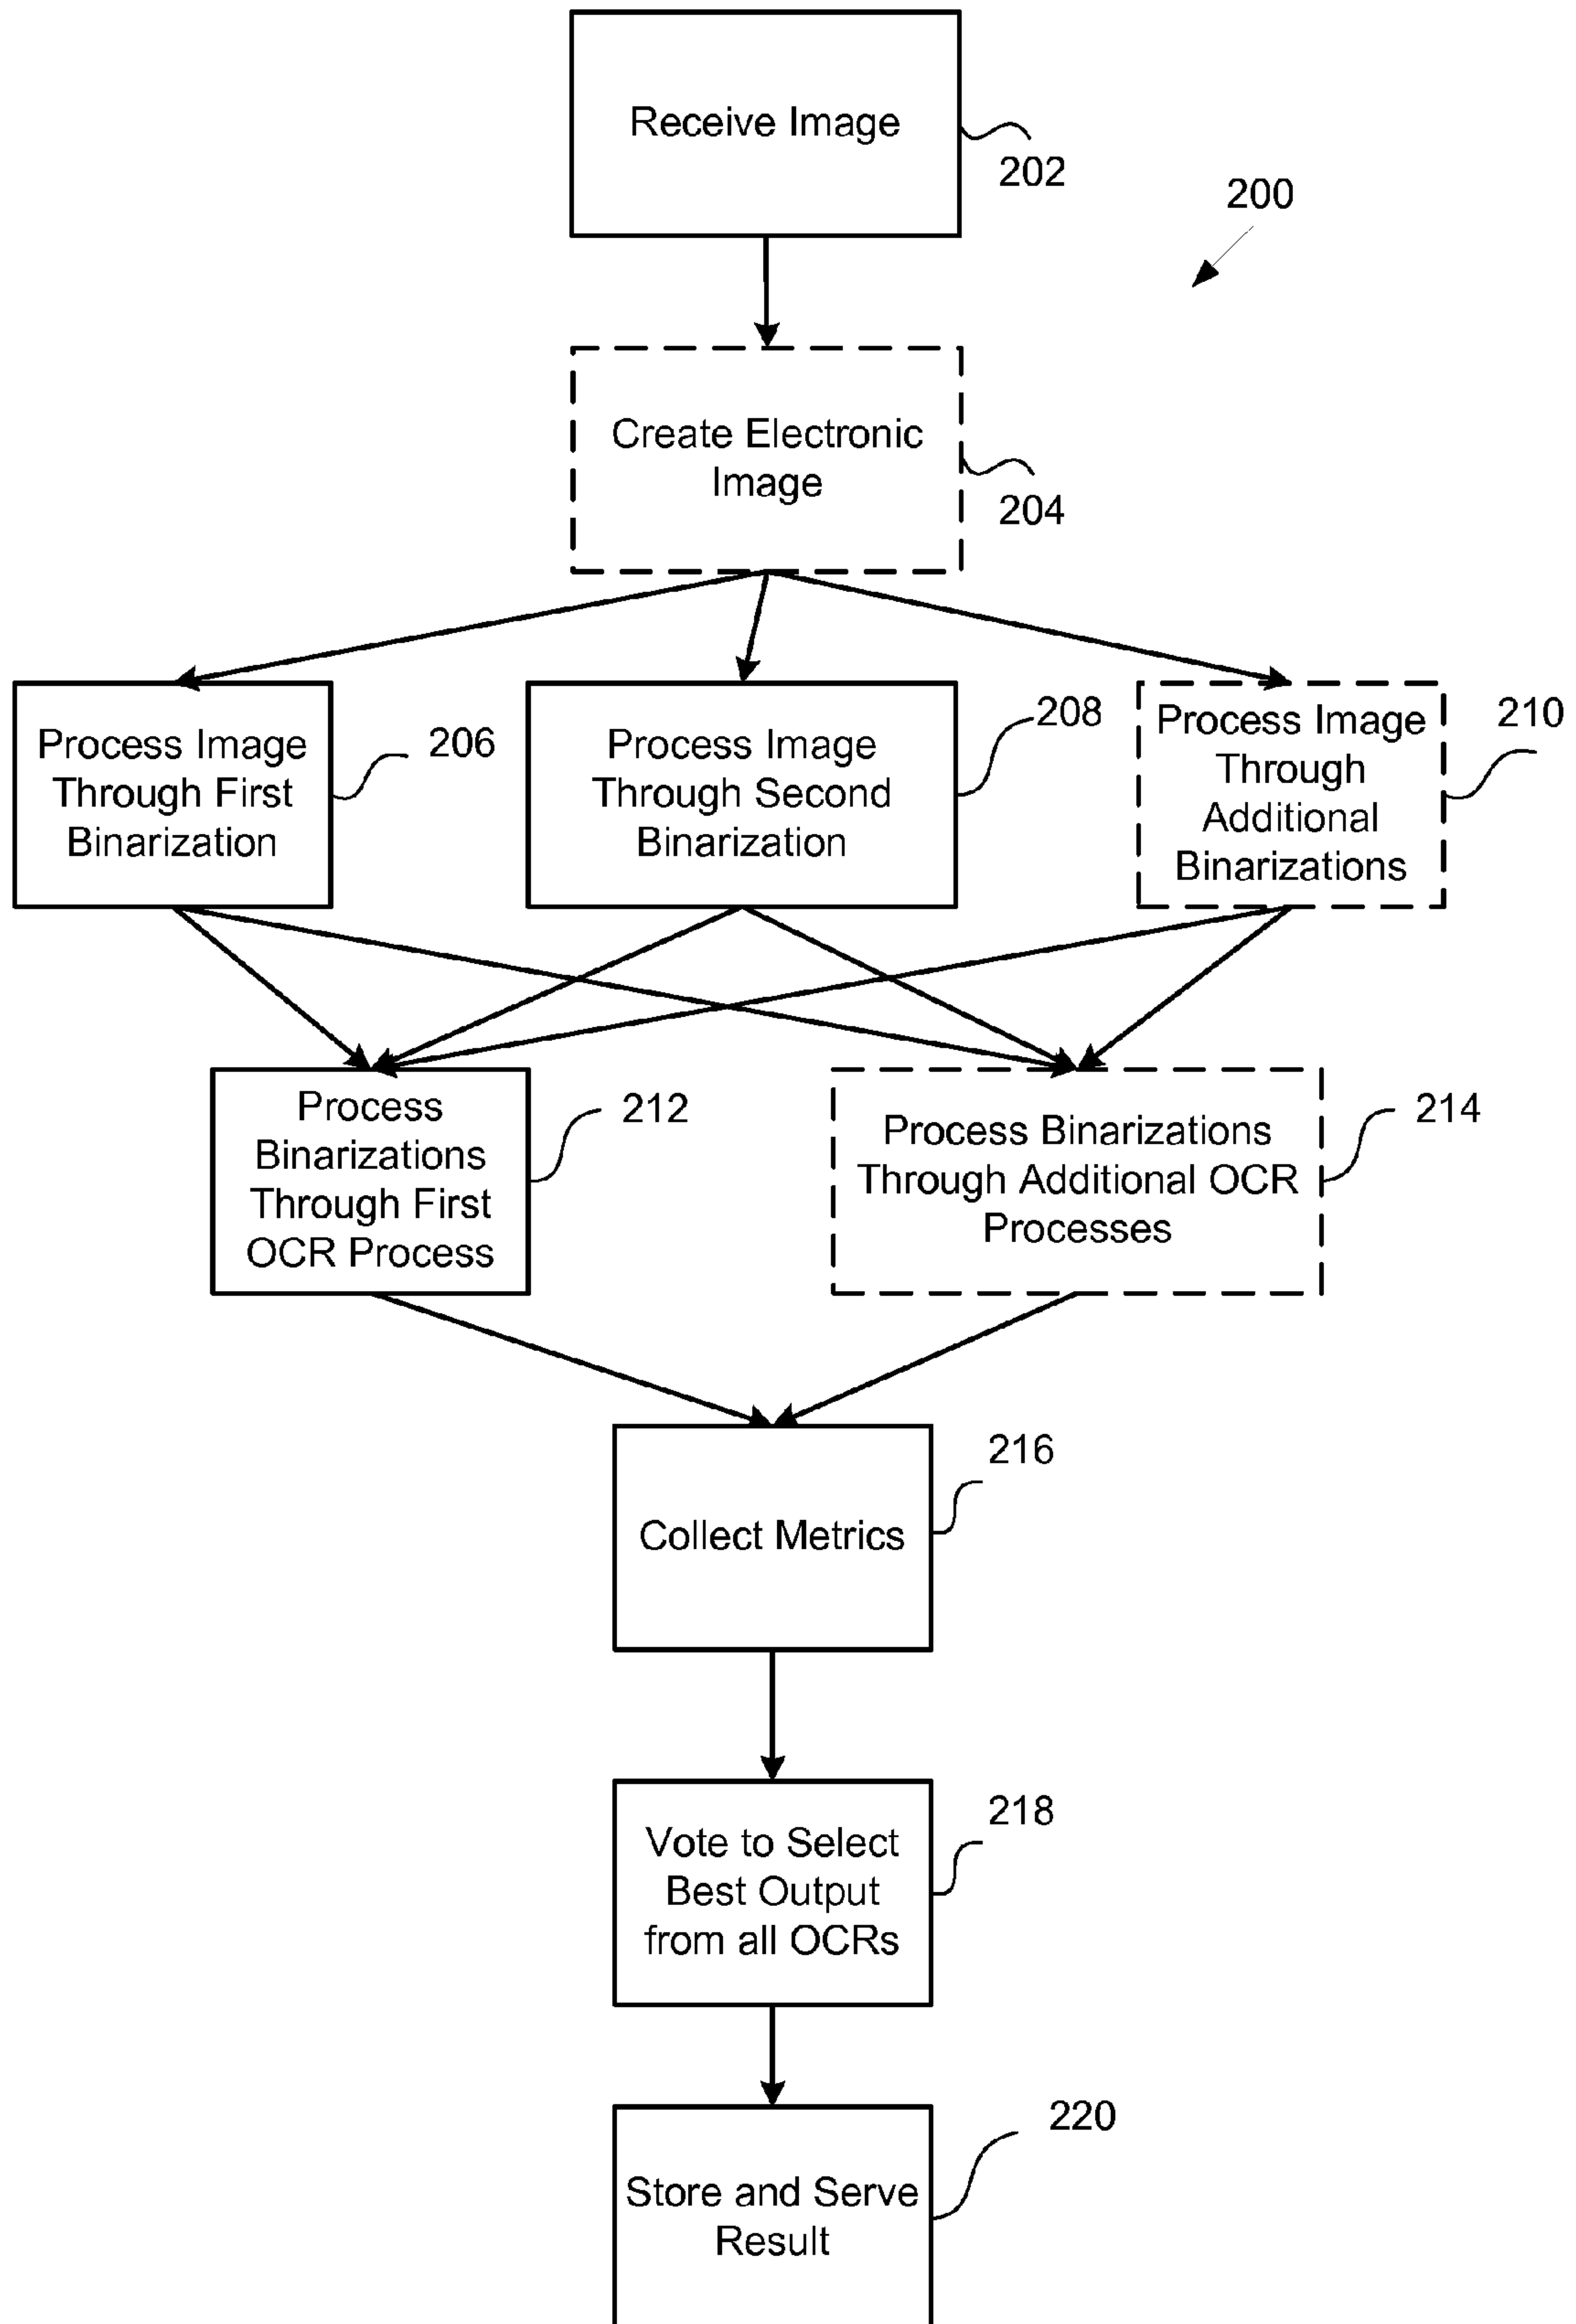 Receive Image
202
200
Create Electronic
Image
204
Process Image
Through First
Binarization
206
Process Image
Through Second
Binarization
208
Process Image
Through
Additional
Binarizations
210
Process
Binarizations
Through First
OCR Process
212
Process Binarizations
Through Additional OCR
Processes
214
Collect Metrics
216
Vote to Select
Best Output
from all OCRs
218
Store and Serve
Result
220